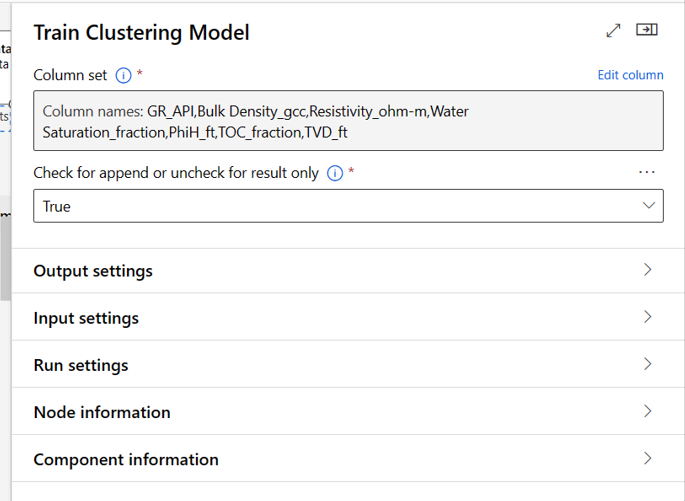 Train Clustering Model
Column set *
Edit column
Column names: GR_API,Bulk Density_gcc,Resistivity_ohm-m,Water
Saturation_fraction,PhiH_ft,TOC_fraction,TVD_ft
Check for append or uncheck for result only *
True
Output settings
Input settings
Run settings
Node information
Component information